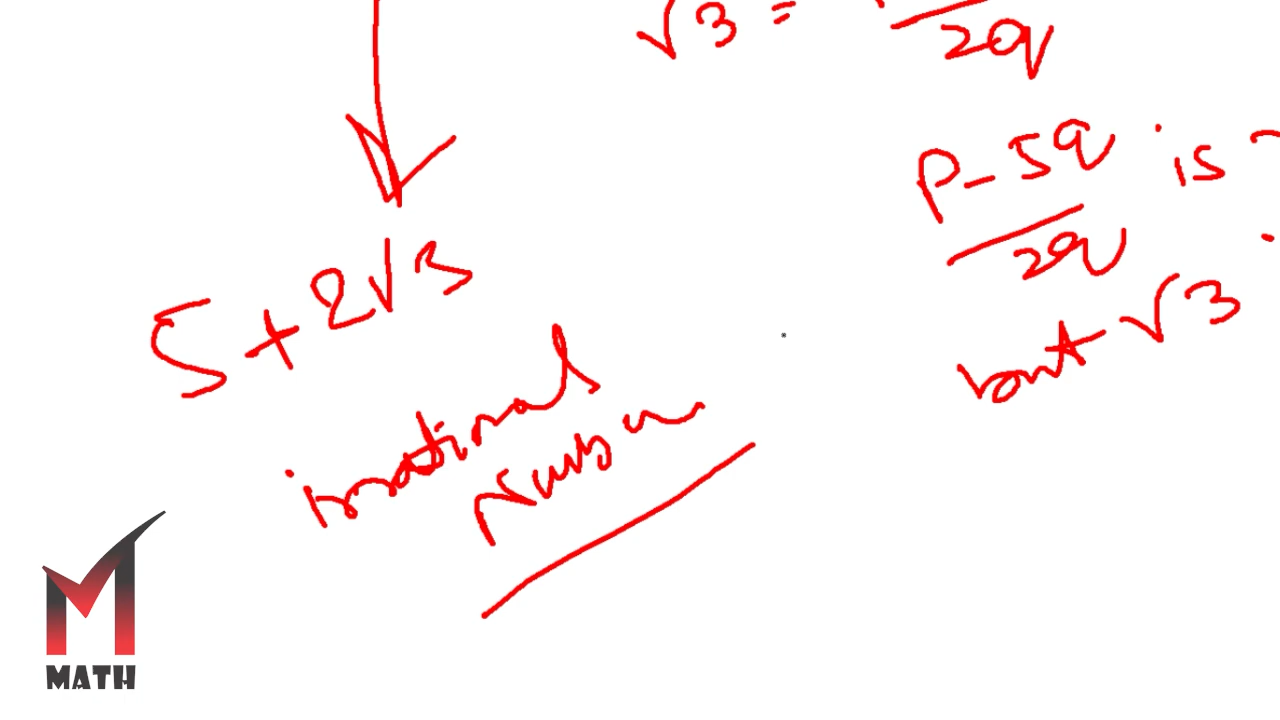 √3 =
2q
P - 5q is
2q
but √3
5 + 2√3
irrational
Number
MATH